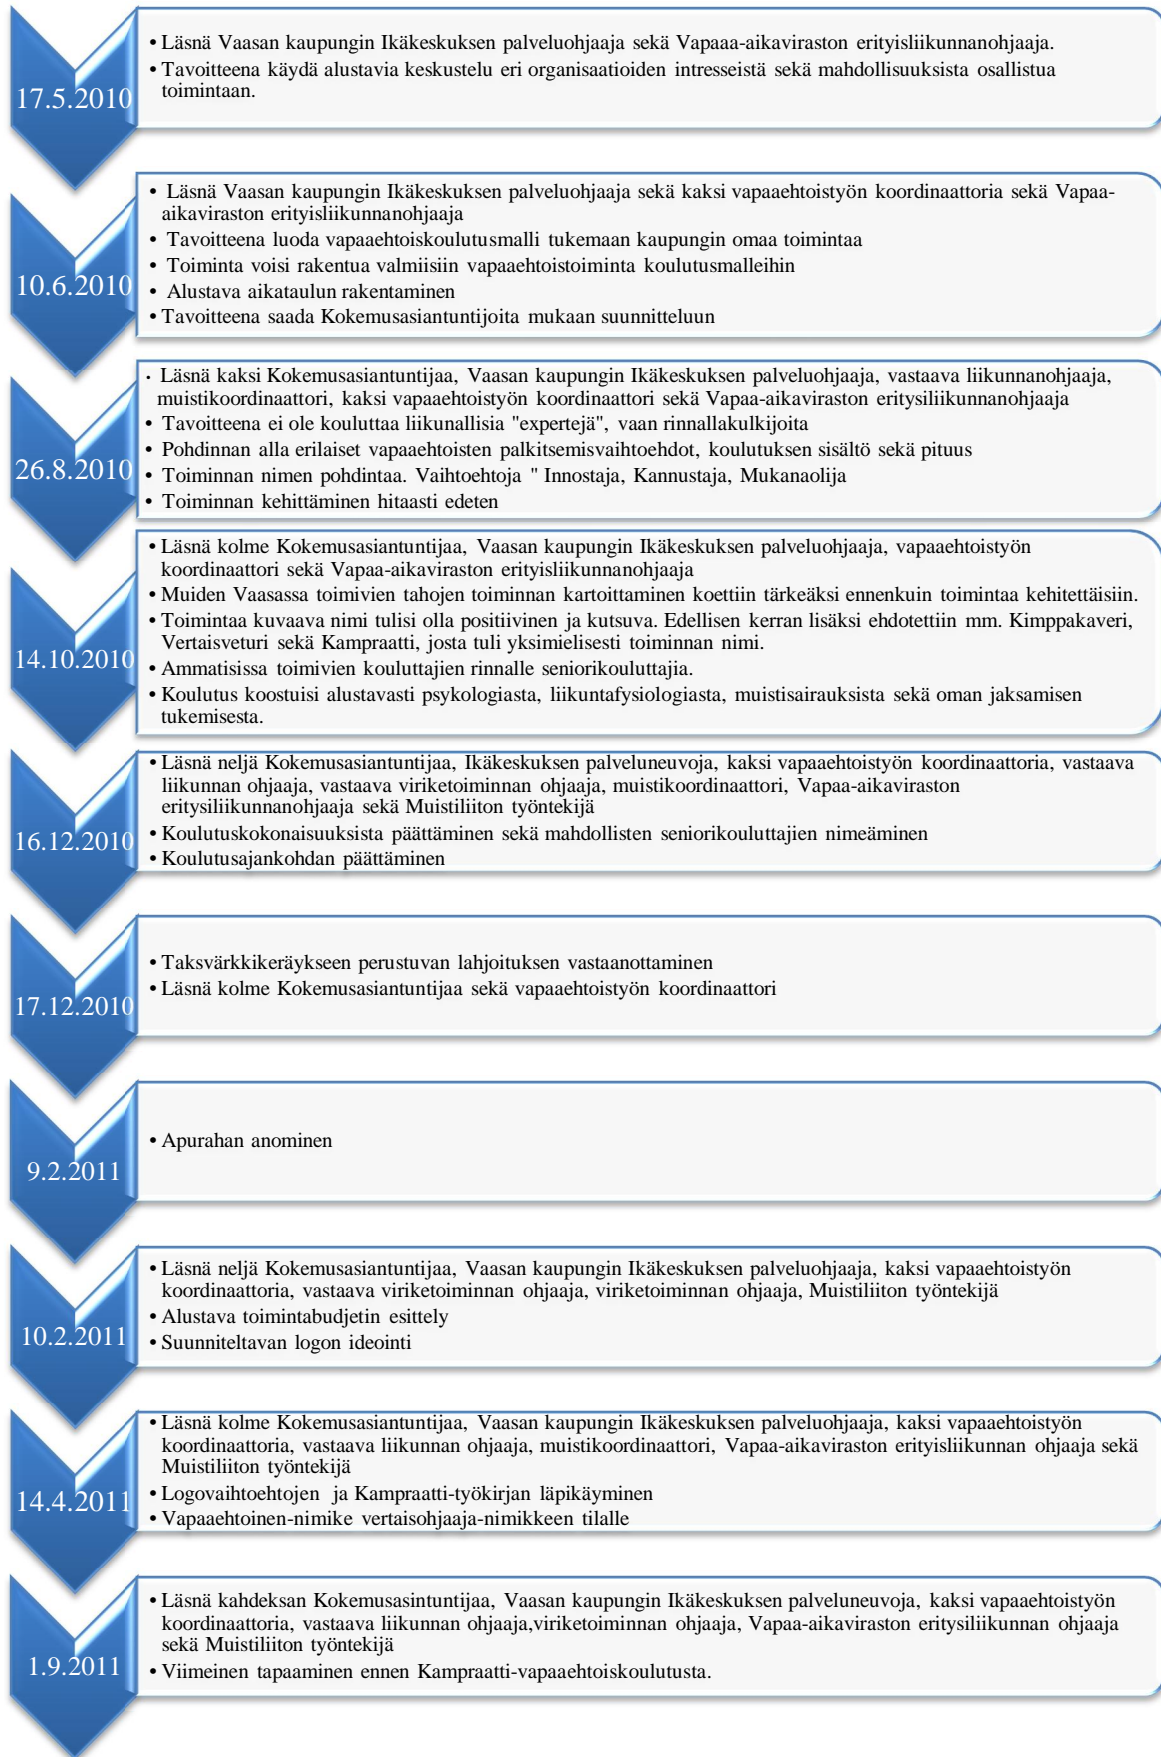 17.5.2010
• Läsnä Vaasan kaupungin Ikäkeskuksen palveluohjaaja sekä Vapaaa-aikaviraston erityisliikunnanohjaaja.
• Tavoitteena käydä alustavia keskustelu eri organisaatioiden intresseistä sekä mahdollisuuksista osallistua
toimintaan.
10.6.2010
• Läsnä Vaasan kaupungin Ikäkeskuksen palveluohjaaja sekä kaksi vapaaehtoistyön koordinaattoria sekä Vapaa-
aikaviraston erityisliikunnanohjaaja
• Tavoitteena luoda vapaaehtoiskoulutusmalli tukemaan kaupungin omaa toimintaa
• Toiminta voisi rakentua valmiisiin vapaaehtoistoiminta koulutusmalleihin
• Alustava aikataulun rakentaminen
• Tavoitteena saada Kokemusasiantuntijoita mukaan suunnitteluun
26.8.2010
• Läsnä kaksi Kokemusasiantuntijaa, Vaasan kaupungin Ikäkeskuksen palveluohjaaja, vastaava liikunnanohjaaja,
muistikoordinaattori, kaksi vapaaehtoistyön koordinaattori sekä Vapaa-aikaviraston eritysiliikunnanohjaaja
• Tavoitteena ei ole kouluttaa liikunallisia "expertejä", vaan rinnallakulkijoita
• Pohdinnan alla erilaiset vapaaehtoisten palkitsemisvaihtoehdot, koulutuksen sisältö sekä pituus
• Toiminnan nimen pohdintaa. Vaihtoehtoja " Innostaja, Kannustaja, Mukanaolija
• Toiminnan kehittäminen hitaasti edeten
14.10.2010
• Läsnä kolme Kokemusasiantuntijaa, Vaasan kaupungin Ikäkeskuksen palveluohjaaja, vapaaehtoistyön
koordinaattori sekä Vapaa-aikaviraston erityisliikunnanohjaaja
• Muiden Vaasassa toimivien tahojen toiminnan kartoittaminen koettiin tärkeäksi ennenkuin toimintaa kehitettäisiin.
• Toimintaa kuvaava nimi tulisi olla positiivinen ja kutsuva. Edellisen kerran lisäksi ehdotettiin mm. Kimppakaveri,
Vertaisveturi sekä Kampraatti, josta tuli yksimielisesti toiminnan nimi.
• Ammatisissa toimivien kouluttajien rinnalle seniorikouluttajia.
• Koulutus koostuisi alustavasti psykologiasta, liikuntafysiologiasta, muistisairauksista sekä oman jaksamisen
tukemisesta.
16.12.2010
• Läsnä neljä Kokemusasiantuntijaa, Ikäkeskuksen palveluneuvoja, kaksi vapaaehtoistyön koordinaattoria, vastaava
liikunnan ohjaaja, vastaava viriketoiminnan ohjaaja, muistikoordinaattori, Vapaa-aikaviraston
eritysiliikunnanohjaaja sekä Muistiliiton työntekijä
• Koulutuskokonaisuuksista päättäminen sekä mahdollisten seniorikouluttajien nimeäminen
• Koulutusajankohdan päättäminen
17.12.2010
• Taksvärkkikeräykseen perustuvan lahjoituksen vastaanottaminen
• Läsnä kolme Kokemusasiantuntijaa sekä vapaaehtoistyön koordinaattori
9.2.2011
• Apurahan anominen
10.2.2011
• Läsnä neljä Kokemusasiantuntijaa, Vaasan kaupungin Ikäkeskuksen palveluohjaaja, kaksi vapaaehtoistyön
koordinaattoria, vastaava viriketoiminnan ohjaaja, viriketoiminnan ohjaaja, Muistiliiton työntekijä
• Alustava toimintabudjetin esittely
• Suunniteltavan logon ideointi
14.4.2011
• Läsnä kolme Kokemusasiantuntijaa, Vaasan kaupungin Ikäkeskuksen palveluohjaaja, kaksi vapaaehtoistyön
koordinaattoria, vastaava liikunnan ohjaaja, muistikoordinaattori, Vapaa-aikaviraston erityisliikunnan ohjaaja sekä
Muistiliiton työntekijä
• Logovaihtoehtojen ja Kampraatti-työkirjan läpikäyminen
• Vapaaehtoinen-nimike vertaisohjaaja-nimikkeen tilalle
1.9.2011
• Läsnä kahdeksan Kokemusasintuntijaa, Vaasan kaupungin Ikäkeskuksen palveluneuvoja, kaksi vapaaehtoistyön
koordinaattoria, vastaava liikunnan ohjaaja,viriketoiminnan ohjaaja, Vapaa-aikaviraston eritysiliikunnan ohjaaja
sekä Muistiliiton työntekijä
• Viimeinen tapaaminen ennen Kampraatti-vapaaehtoiskoulutusta.